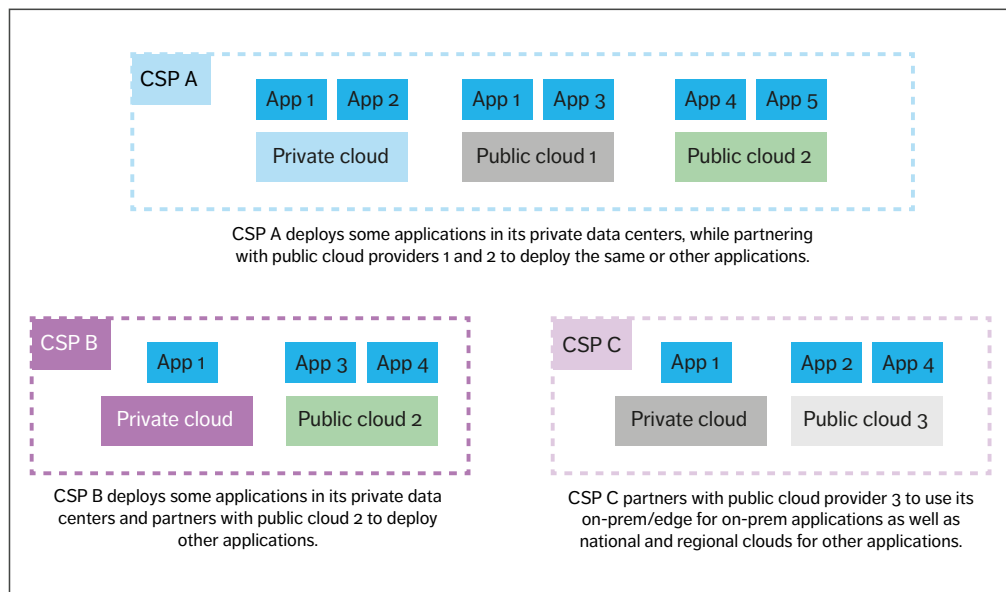 CSP A
App 1
App 2
App 1
App 3
App 4
App 5
Private cloud
Public cloud 1
Public cloud 2
CSP A deploys some applications in its private data centers, while partnering
with public cloud providers 1 and 2 to deploy the same or other applications.
CSP B
App 1
App 3
App 4
Private cloud
Public cloud 2
CSP B deploys some applications in its private data
centers and partners with public cloud 2 to deploy
other applications.
CSP C
App 1
App 2
App 4
Private cloud
Public cloud 3
CSP C partners with public cloud provider 3 to use its
on-prem/edge for on-prem applications as well as
national and regional clouds for other applications.